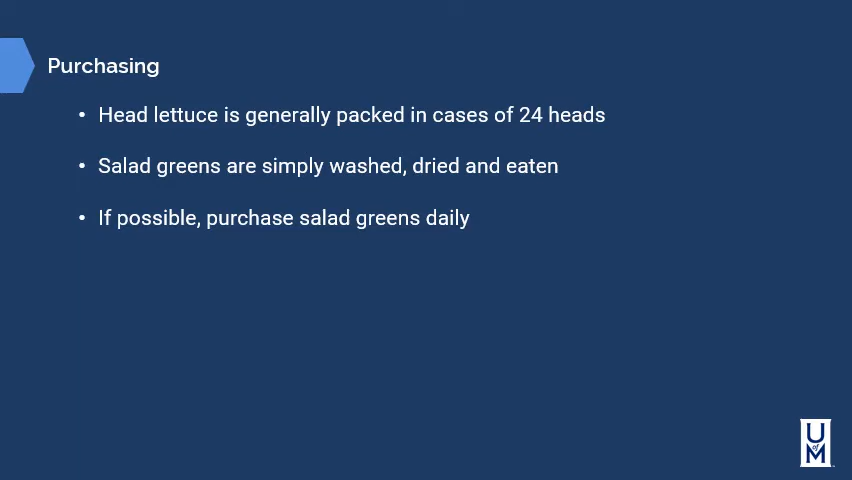 Purchasing
• Head lettuce is generally packed in cases of 24 heads
• Salad greens are simply washed, dried and eaten
• If possible, purchase salad greens daily
U
of
M